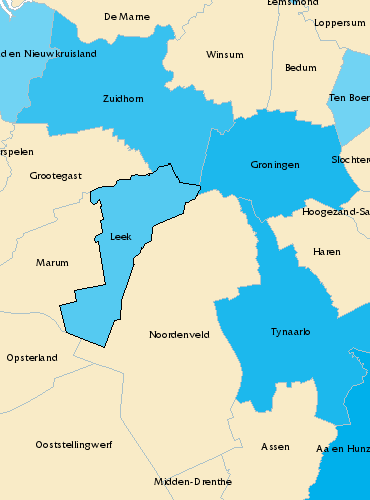 Eemsmond
De Marne
Loppersum
d en Nieuwkruisland
Winsum
Bedum
Zuidhorn
Ten Boer
rspelen
Slochter
Groningen
Grootegast
Hoogezand-Sa
Leek
Haren
Marum
Noordenveld
Tynaarlo
Opsterland
Ooststellingwerf
Assen
Aa en Hunz
Midden-Drenthe